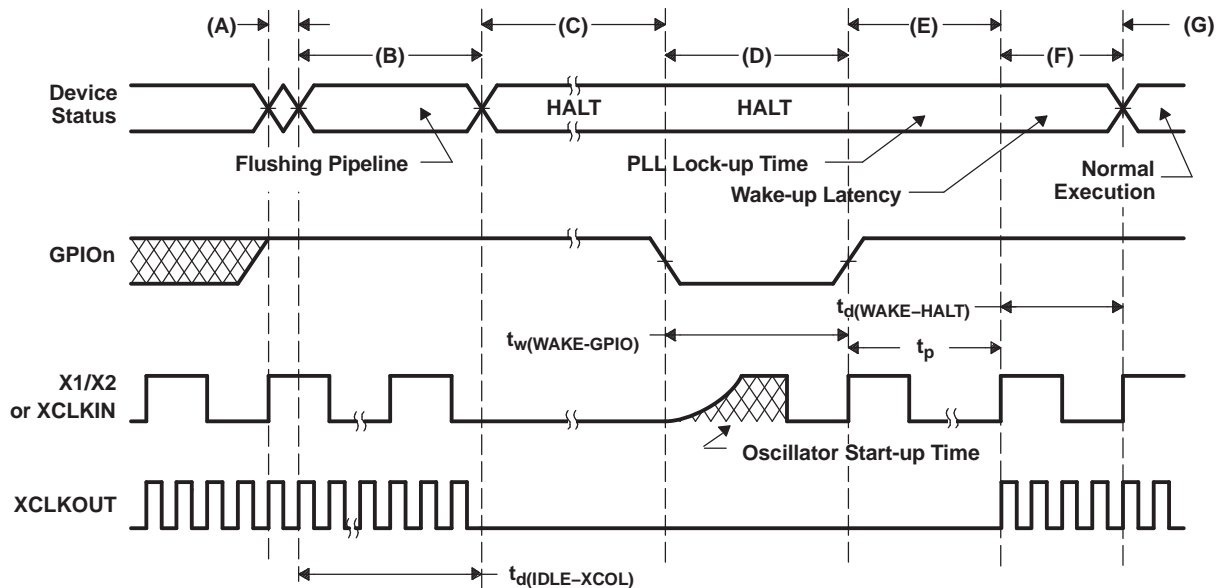 (A)
(B)
(C)
(D)
(E)
(F)
(G)
Device
Status
HALT
HALT
Flushing Pipeline
PLL Lock-up Time
Wake-up Latency
Normal
Execution
GPIOn
td(WAKE−HALT)
tw(WAKE-GPIO)
tp
X1/X2
or XCLKIN
Oscillator Start-up Time
XCLKOUT
td(IDLE−XCOL)